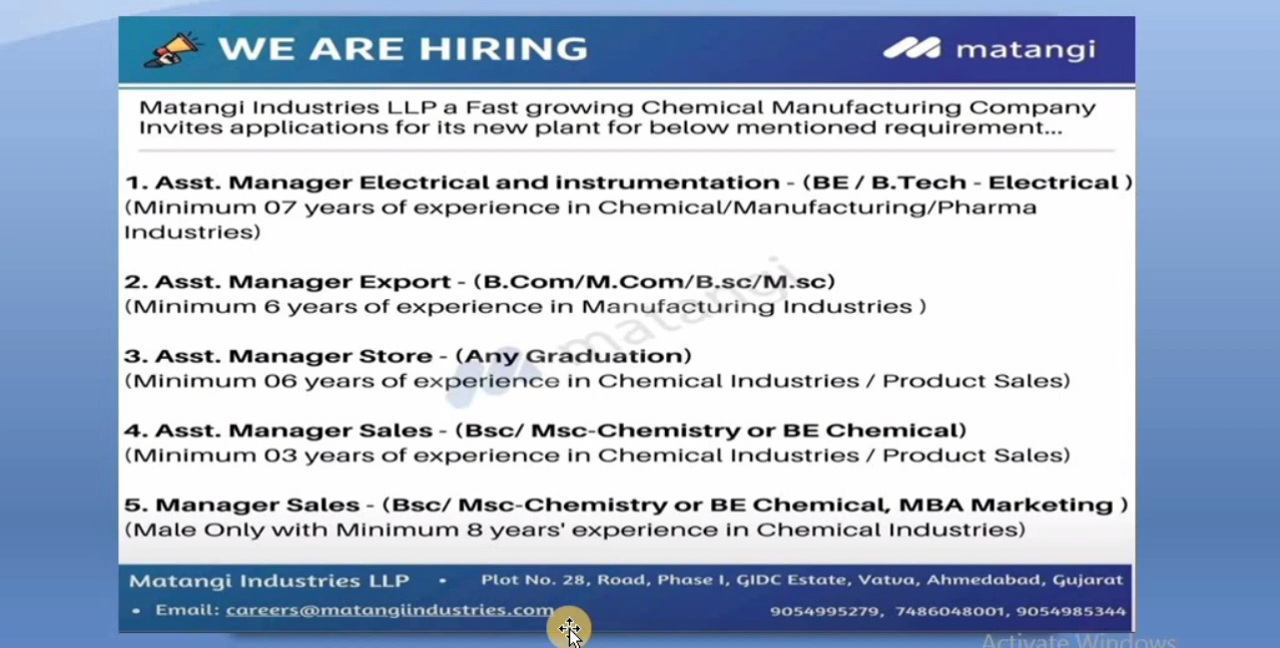 WE ARE HIRING
matangi
Matangi Industries LLP a Fast growing Chemical Manufacturing Company
Invites applications for its new plant for below mentioned requirement...
1. Asst. Manager Electrical and instrumentation - (BE / B.Tech - Electrical )
(Minimum 07 years of experience in Chemical/Manufacturing/Pharma
Industries)
2. Asst. Manager Export - (B.Com/M.Com/B.sc/M.sc)
(Minimum 6 years of experience in Manufacturing Industries )
matangi
3. Asst. Manager Store - (Any Graduation)
(Minimum 06 years of experience in Chemical Industries / Product Sales)
4. Asst. Manager Sales - (Bsc/ Msc-Chemistry or BE Chemical)
(Minimum 03 years of experience in Chemical Industries / Product Sales)
5. Manager Sales - (Bsc/ Msc-Chemistry or BE Chemical, MBA Marketing )
(Male Only with Minimum 8 years' experience in Chemical Industries)
Matangi Industries LLP • Plot No. 28, Road, Phase I, GIDC Estate, Vatva, Ahmedabad, Gujarat
• Email: careers@matangiindustries.com 9054995279, 7486048001, 9054985344
Activate Windows